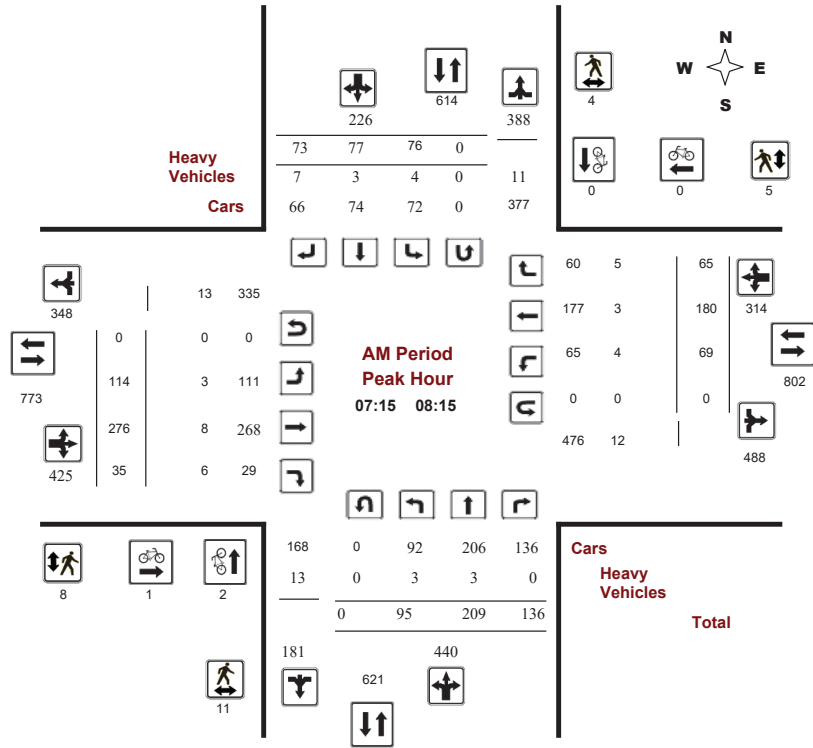 N
W E
S
614
4
226 388
73 77 76 0
Heavy
Vehicles
7 3 4 0 11
0 0 5
Cars 66 74 72 0 377
60 5 65
13 335
348
177 3 180 314
0 0 0
AM Period
Peak Hour
65 4 69
773
114 3 111
802
07:15 08:15
0 0 0
276 8 268
476 12
425 35 6 29
488
168 0 92 206 136 Cars
13 0 3 3 0 Heavy
Vehicles
8 1 2
0 95 209 136 Total
181 440
621
11